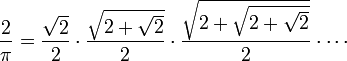 2/π = √2/2 · √(2+√2)/2 · √(2+√(2+√2))/2 · ⋯